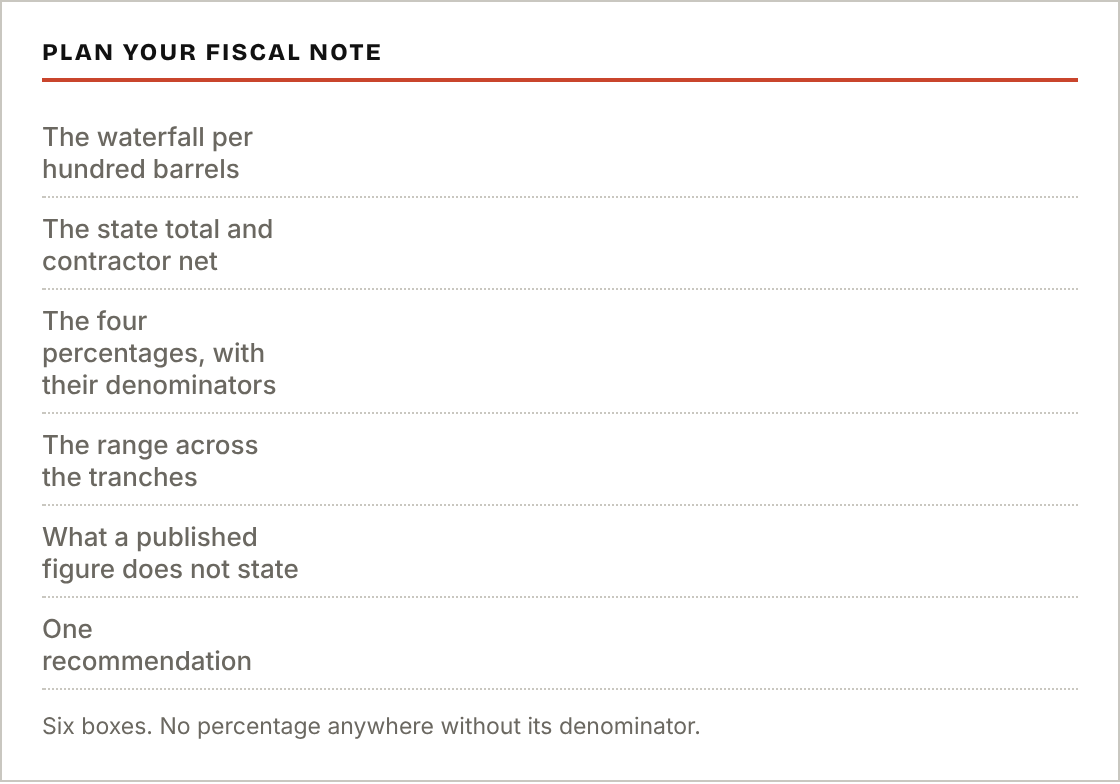 PLAN YOUR FISCAL NOTE
The waterfall per
hundred barrels
The state total and
contractor net
The four
percentages, with
their denominators
The range across
the tranches
What a published
figure does not state
One
recommendation
Six boxes. No percentage anywhere without its denominator.